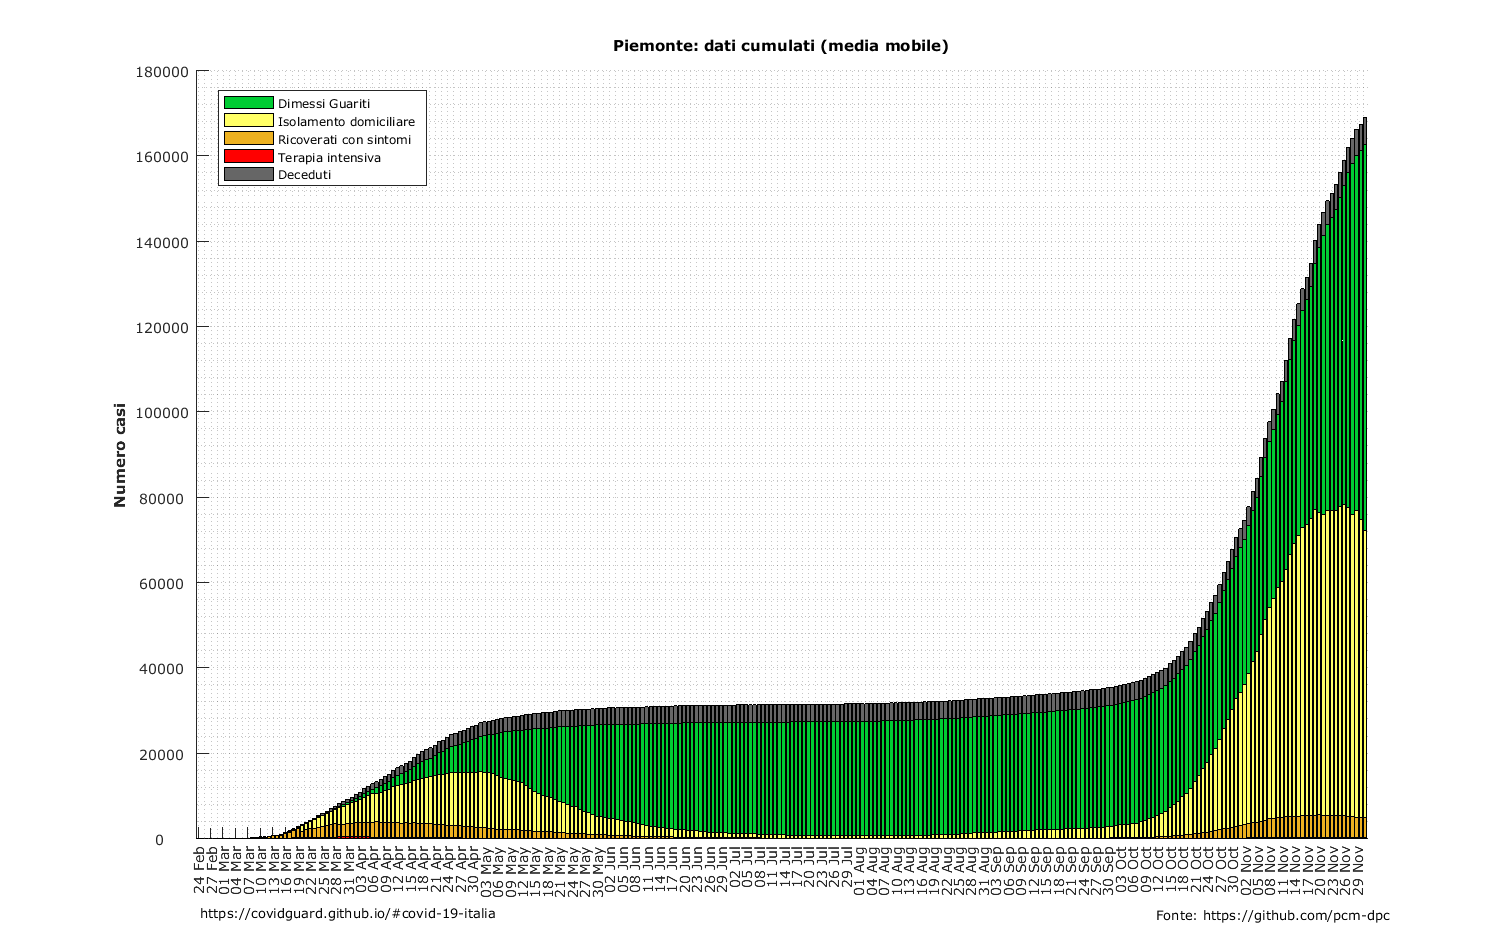 Piemonte: dati cumulati (media mobile)
180000
160000
140000
120000
100000
80000
60000
40000
20000
0
Numero casi
Dimessi Guariti
Isolamento domiciliare
Ricoverati con sintomi
Terapia intensiva
Deceduti
24 Feb
27 Feb
01 Mar
04 Mar
07 Mar
10 Mar
13 Mar
16 Mar
19 Mar
22 Mar
25 Mar
28 Mar
31 Mar
03 Apr
06 Apr
09 Apr
12 Apr
15 Apr
18 Apr
21 Apr
24 Apr
27 Apr
30 Apr
03 May
06 May
09 May
12 May
15 May
18 May
21 May
24 May
27 May
30 May
02 Jun
05 Jun
08 Jun
11 Jun
14 Jun
17 Jun
20 Jun
23 Jun
26 Jun
29 Jun
02 Jul
05 Jul
08 Jul
11 Jul
14 Jul
17 Jul
20 Jul
23 Jul
26 Jul
29 Jul
01 Aug
04 Aug
07 Aug
10 Aug
13 Aug
16 Aug
19 Aug
22 Aug
25 Aug
28 Aug
31 Aug
03 Sep
06 Sep
09 Sep
12 Sep
15 Sep
18 Sep
21 Sep
24 Sep
27 Sep
30 Sep
03 Oct
06 Oct
09 Oct
12 Oct
15 Oct
18 Oct
21 Oct
24 Oct
27 Oct
30 Oct
02 Nov
05 Nov
08 Nov
11 Nov
14 Nov
17 Nov
20 Nov
23 Nov
26 Nov
29 Nov
https://covidguard.github.io/#covid-19-italia
Fonte: https://github.com/pcm-dpc